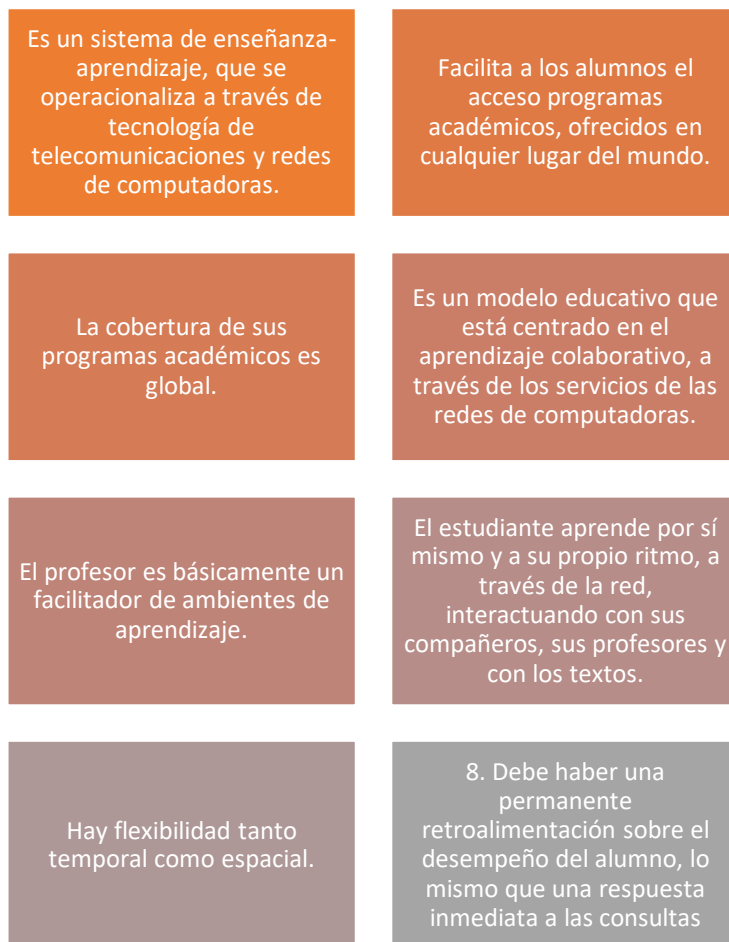 Es un sistema de enseñanza-
aprendizaje, que se
operacionaliza a través de
tecnología de
telecomunicaciones y redes
de computadoras.
Facilita a los alumnos el
acceso programas
académicos, ofrecidos en
cualquier lugar del mundo.
La cobertura de sus
programas académicos es
global.
Es un modelo educativo que
está centrado en el
aprendizaje colaborativo, a
través de los servicios de las
redes de computadoras.
El profesor es básicamente un
facilitador de ambientes de
aprendizaje.
El estudiante aprende por sí
mismo y a su propio ritmo, a
través de la red,
interactuando con sus
compañeros, sus profesores y
con los textos.
Hay flexibilidad tanto
temporal como espacial.
8. Debe haber una
permanente
retroalimentación sobre el
desempeño del alumno, lo
mismo que una respuesta
inmediata a las consultas